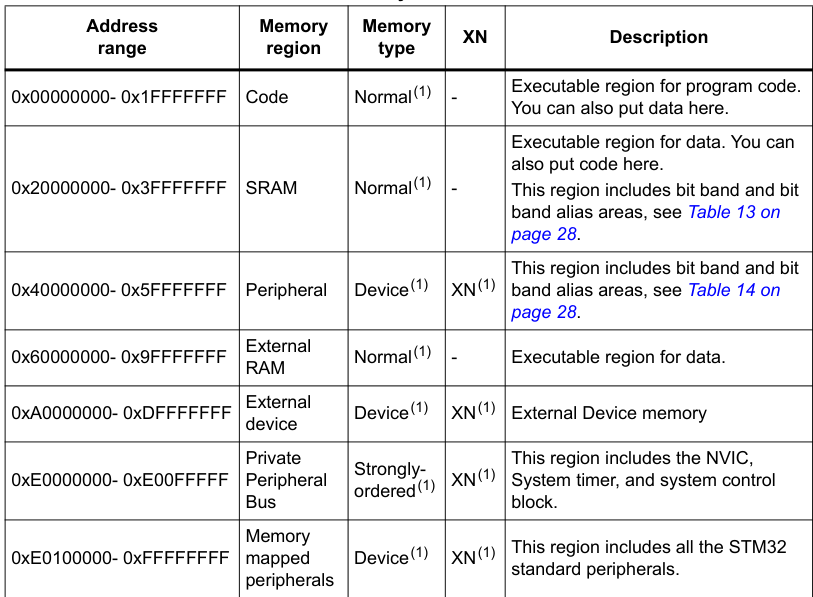 Address range Memory region Memory type XN Description
0x00000000- 0x1FFFFFFF Code Normal(1) - Executable region for program code.
You can also put data here.
0x20000000- 0x3FFFFFFF SRAM Normal(1) - Executable region for data. You can
also put code here.
This region includes bit band and bit
band alias areas, see Table 13 on
page 28.
0x40000000- 0x5FFFFFFF Peripheral Device(1) XN(1) This region includes bit band and bit
band alias areas, see Table 14 on
page 28.
0x60000000- 0x9FFFFFFF External RAM Normal(1) - Executable region for data.
0xA0000000- 0xDFFFFFFF External device Device(1) XN(1) External Device memory
0xE0000000- 0xE00FFFFF Private Peripheral Bus Strongly-ordered(1) XN(1) This region includes the NVIC,
System timer, and system control
block.
0xE0100000- 0xFFFFFFFF Memory mapped peripherals Device(1) XN(1) This region includes all the STM32
standard peripherals.